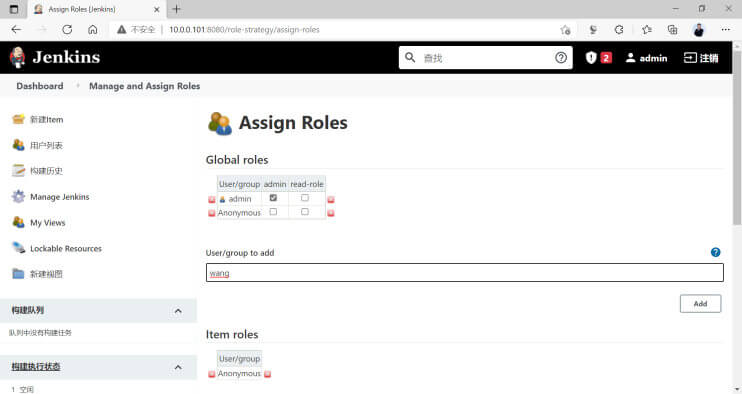 Assign Roles [Jenkins]
不安全 | 10.0.0.101:8080/role-strategy/assign-roles
Jenkins
查找
2
admin
注销
Dashboard
Manage and Assign Roles
新建Item
用户列表
构建历史
Manage Jenkins
My Views
Lockable Resources
新建视图
构建队列
队列中没有构建任务
构建执行状态
1 空闲
Assign Roles
Global roles
User/group admin read-role
admin
Anonymous
User/group to add
wang
Add
Item roles
User/group
Anonymous